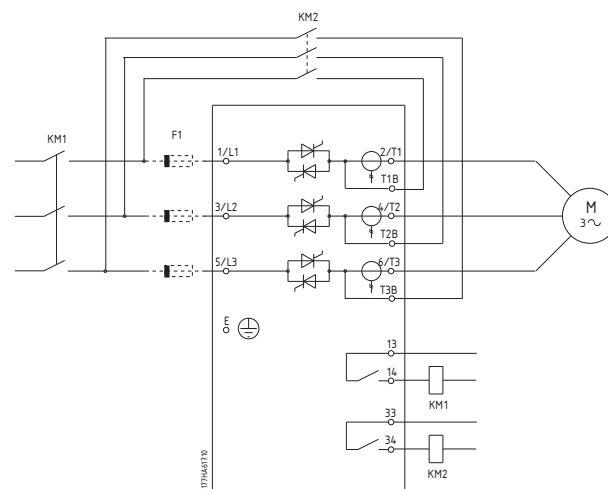 KM2
KM1
F1
1/L1
2/T1
T1B
3/L2
4/T2
T2B
M
3~
5/L3
6/T3
T3B
E
13
14
KM1
33
34
KM2
177HA617.10